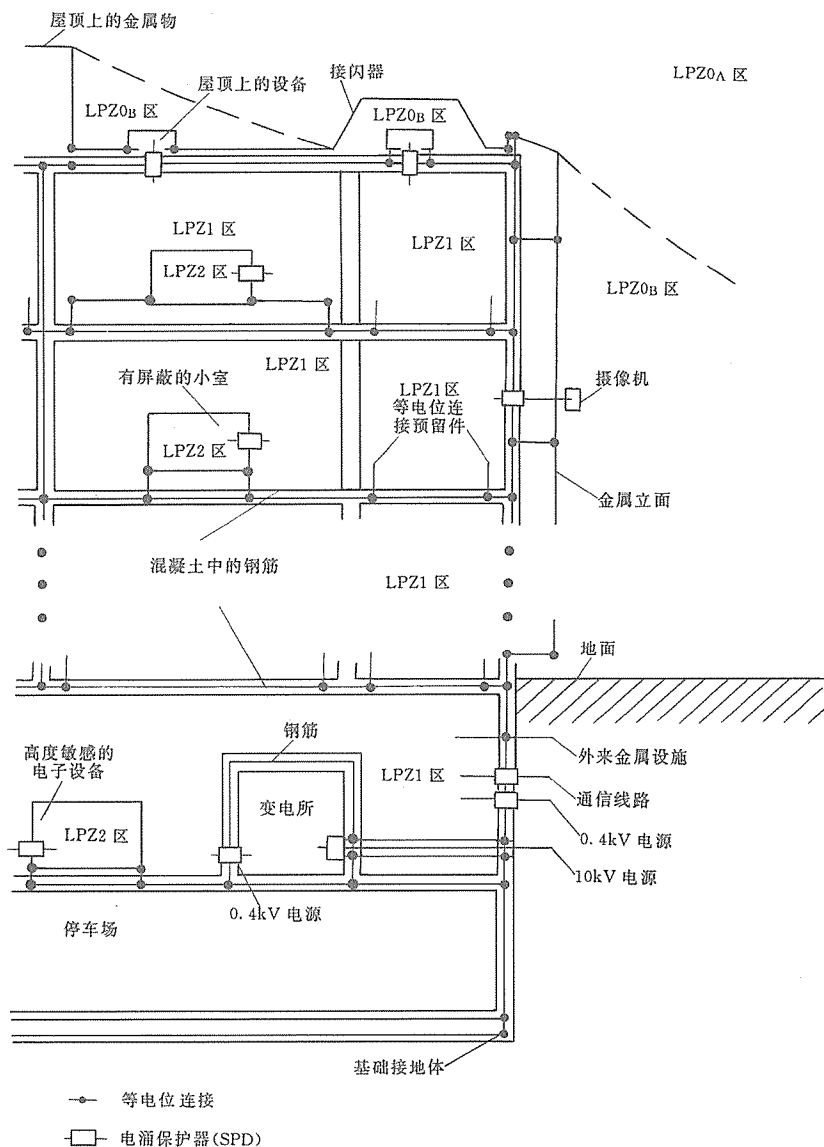 屋顶上的金属物
接闪器
LPZ0A 区
屋顶上的设备
LPZ0B 区
LPZ0B 区
LPZ1 区
LPZ1 区
LPZ2 区
LPZ0B 区
LPZ1 区
有屏蔽的小室
LPZ2 区
LPZ1 区
等电位连
接预留件
摄像机
金属立面
混凝土中的钢筋
LPZ1 区
地面
钢筋
高度敏感的
电子设备
LPZ2 区
变电所
LPZ1 区
外来金属设施
通信线路
0.4kV 电源
10kV 电源
0.4kV 电源
停车场
基础接地体
等电位连接
电涌保护器(SPD)